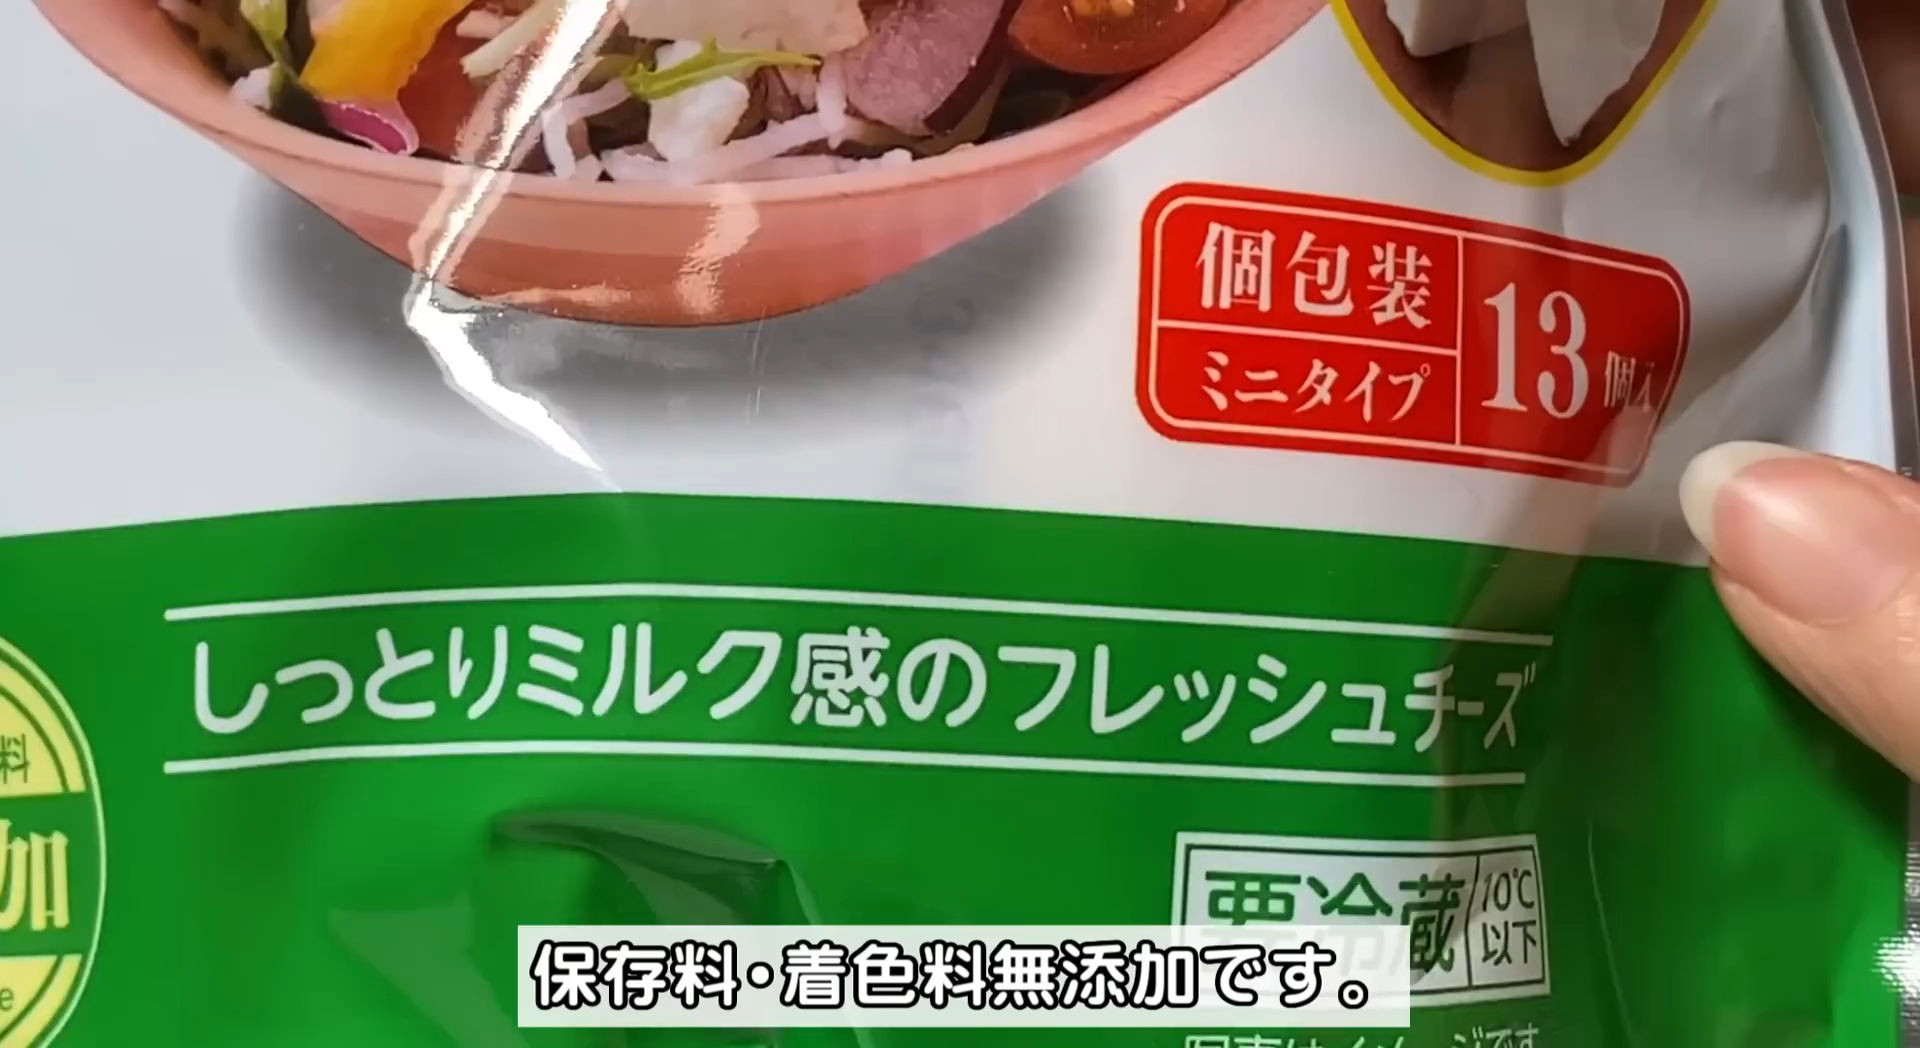 個包装
ミニタイプ
13個入
しっとりミルク感のフレッシュチーズ
料
加
要冷蔵
10℃
以下
保存料・着色料無添加です。